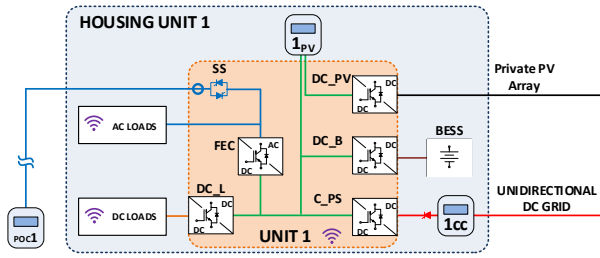 HOUSING UNIT 1
1PV
SS
DC_PV
DC
DC
Private PV
Array
AC LOADS
FEC
AC
DC
DC_B
DC
DC
BESS
DC_L
DC
DC
DC LOADS
C_PS
DC
DC
UNIDIRECTIONAL
DC GRID
1cc
POC1
UNIT 1